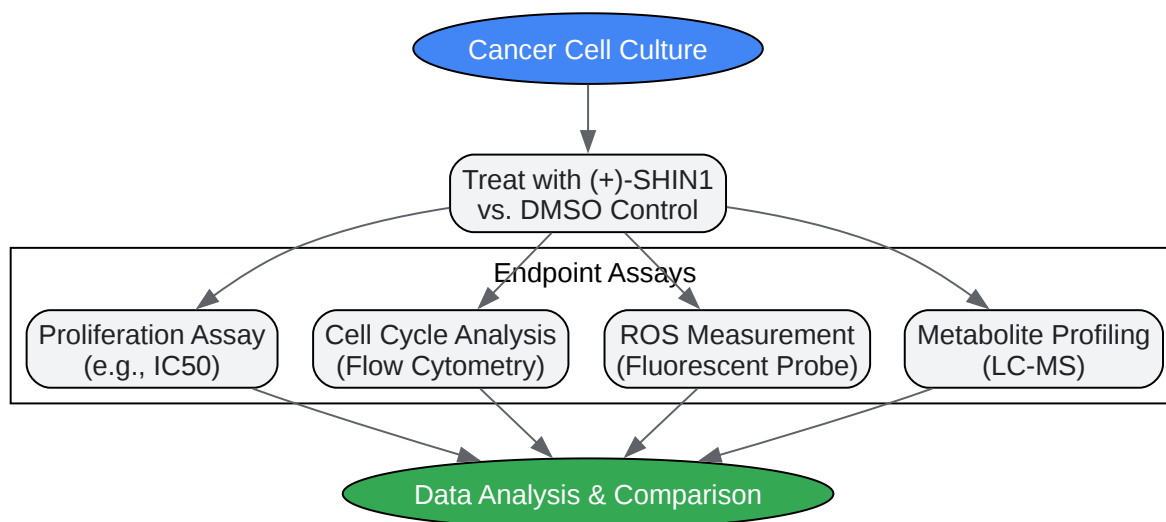 Cancer Cell Culture
Treat with (+)-SHIN1
vs. DMSO Control
Endpoint Assays
Proliferation Assay
(e.g., IC50)
Cell Cycle Analysis
(Flow Cytometry)
ROS Measurement
(Fluorescent Probe)
Metabolite Profiling
(LC-MS)
Data Analysis & Comparison